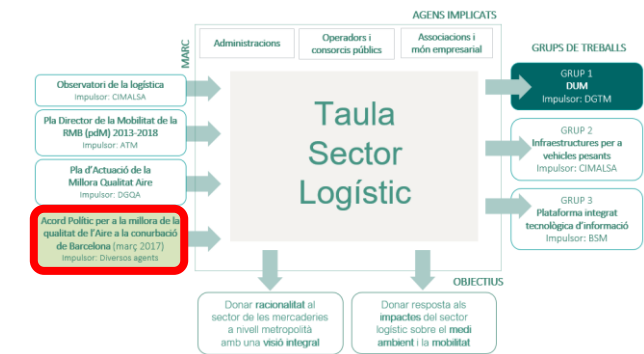 AGENS IMPLICATS
MARC
Administracions
Operadors i
consorcis públics
Associacions i
món empresarial
GRUPS DE TREBALLS
Observatori de la logística
Impulsor: CIMALSA
Pla Director de la Mobilitat de la
RMB (pdM) 2013-2018
Impulsor: ATM
Pla d'Actuació de la
Millora Qualitat Aire
Impulsor: DGQA
Acord Polític per a la millora de la
qualitat de l'Aire a la conurbació
de Barcelona (març 2017)
Impulsor: Diversos agents
Taula
Sector
Logístic
GRUP 1
DUM
Impulsor: DGTM
GRUP 2
Infraestructures per a
vehicles pesants
Impulsor: CIMALSA
GRUP 3
Plataforma integrat
tecnològica d'informació
Impulsor: BSM
OBJECTIUS
Donar racionalitat al
sector de les mercaderies
a nivell metropolità
amb una visió integral
Donar resposta als
impactes del sector
logístic sobre el medi
ambient i la mobilitat